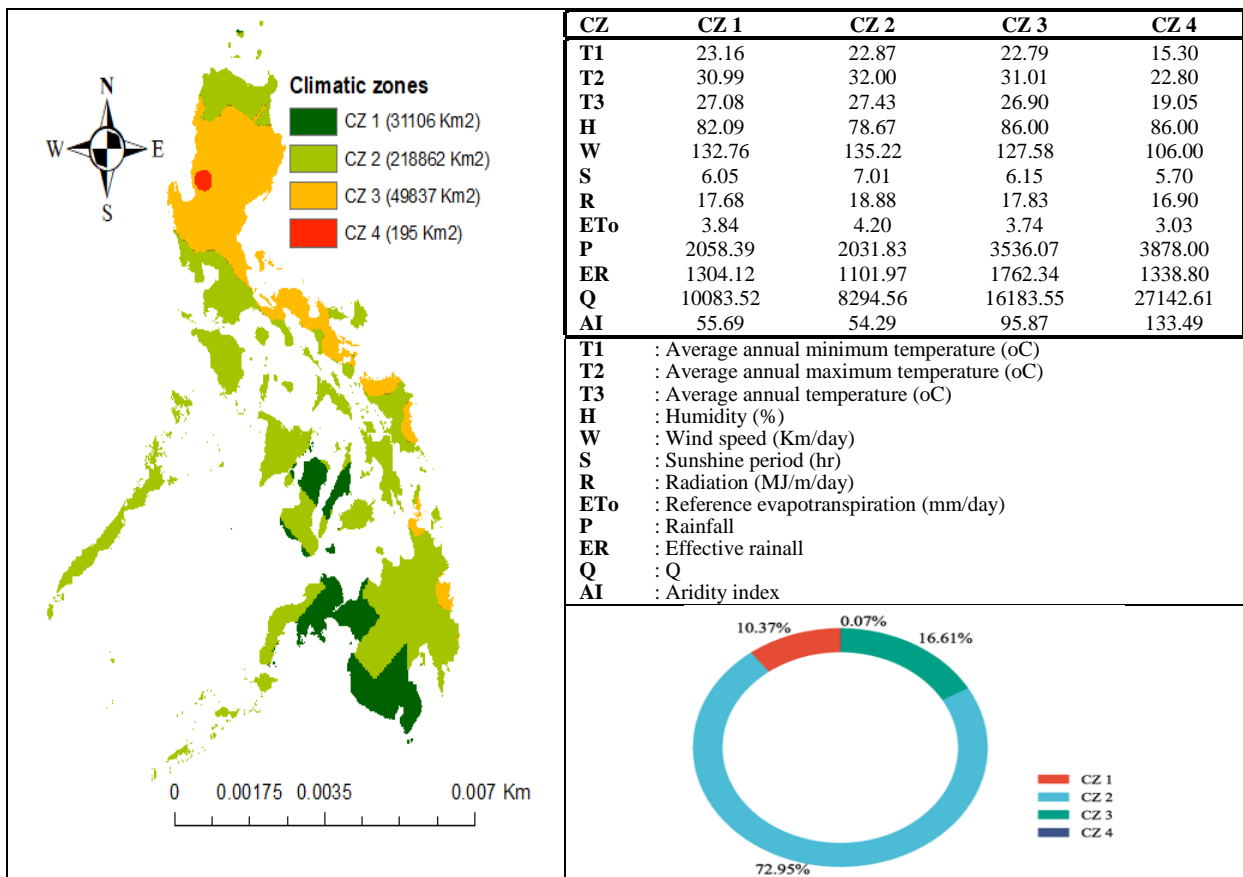 N
W E
S
Climatic zones
CZ 1 (31106 Km2)
CZ 2 (218862 Km2)
CZ 3 (49837 Km2)
CZ 4 (195 Km2)
0 0.00175 0.0035 0.007 Km
CZ CZ 1 CZ 2 CZ 3 CZ 4
T1 23.16 22.87 22.79 15.30
T2 30.99 32.00 31.01 22.80
T3 27.08 27.43 26.90 19.05
H 82.09 78.67 86.00 86.00
W 132.76 135.22 127.58 106.00
S 6.05 7.01 6.15 5.70
R 17.68 18.88 17.83 16.90
ETo 3.84 4.20 3.74 3.03
P 2058.39 2031.83 3536.07 3878.00
ER 1304.12 1101.97 1762.34 1338.80
Q 10083.52 8294.56 16183.55 27142.61
AI 55.69 54.29 95.87 133.49
T1 : Average annual minimum temperature (oC)
T2 : Average annual maximum temperature (oC)
T3 : Average annual temperature (oC)
H : Humidity (%)
W : Wind speed (Km/day)
S : Sunshine period (hr)
R : Radiation (MJ/m/day)
ETo : Reference evapotranspiration (mm/day)
P : Rainfall
ER : Effective rainall
Q : Q
AI : Aridity index
10.37% 0.07% 16.61%
72.95%
CZ 1
CZ 2
CZ 3
CZ 4